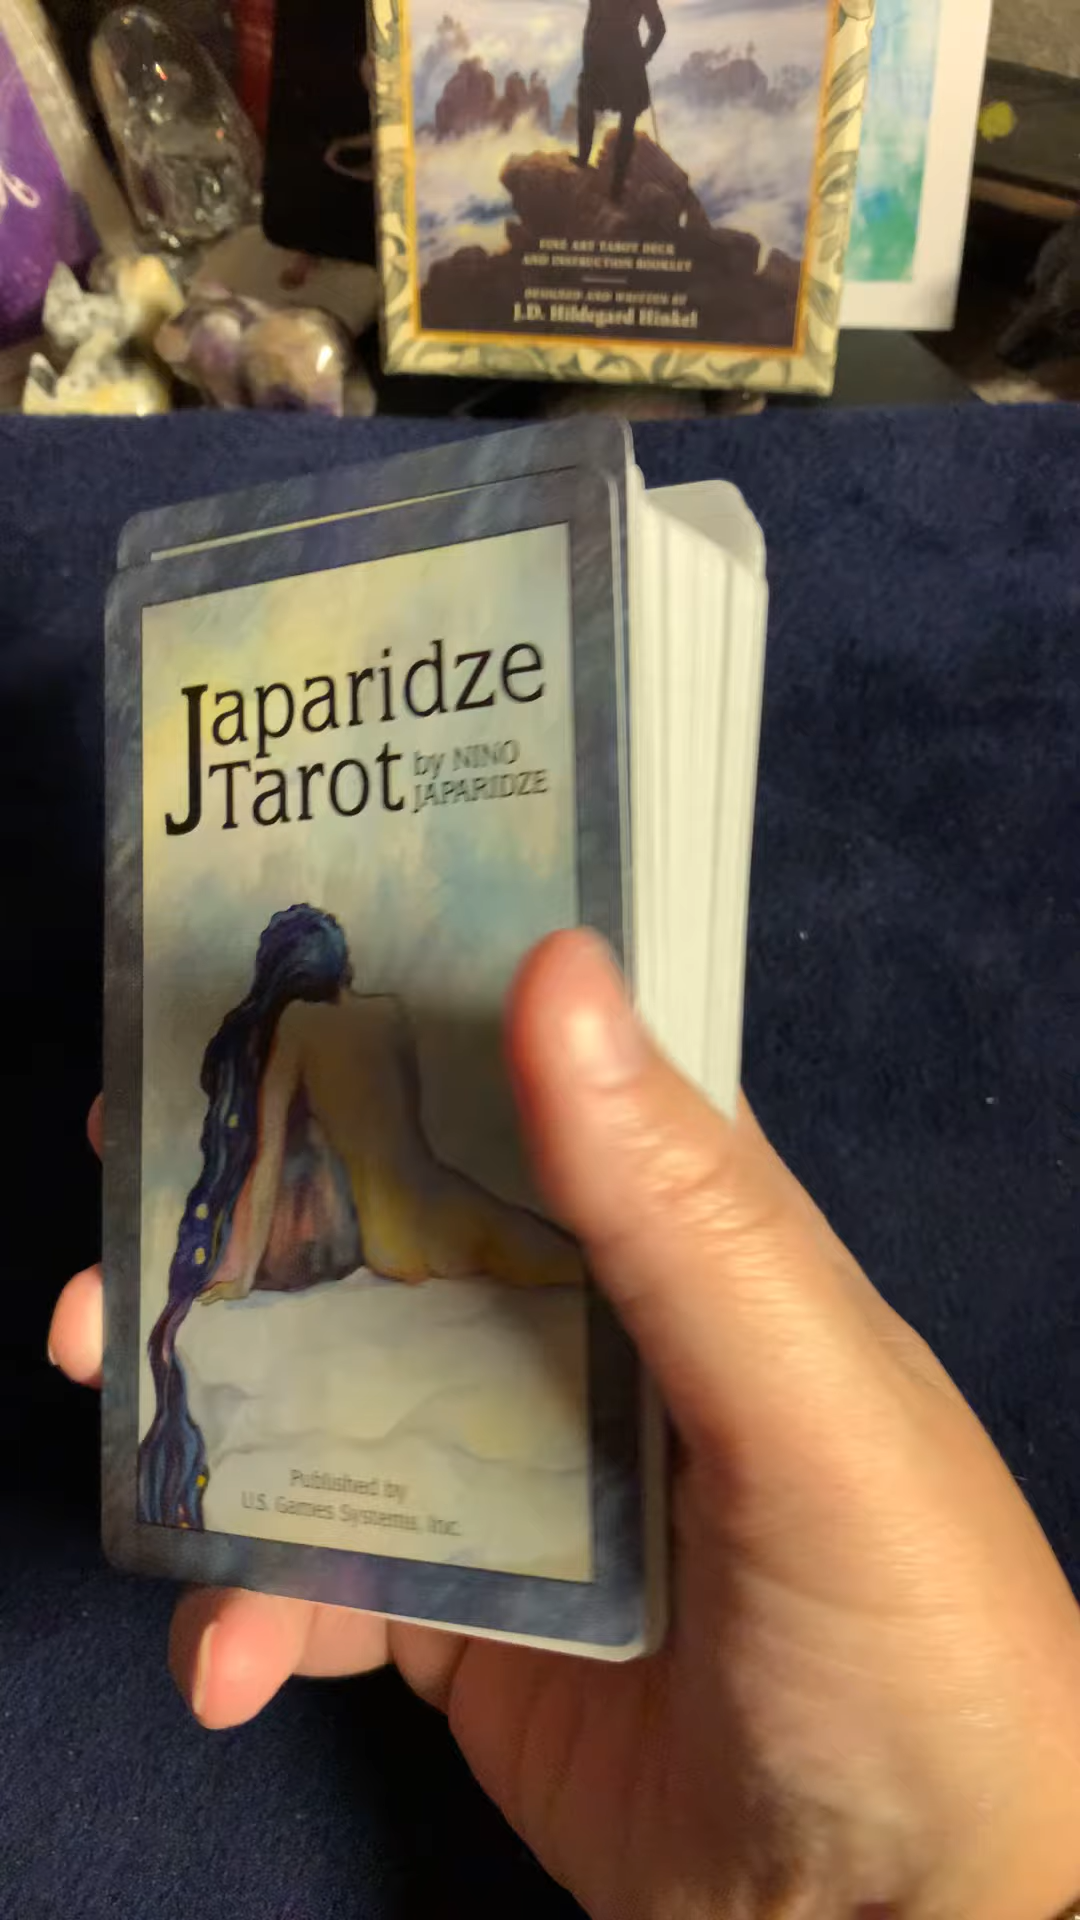 FINE ART TAROT DECK
AND INSTRUCTION BOOKLET
DESIGNED AND WRITTEN BY
J.D. Hildegard Hinkel
Japaridze
Tarot by NINO
JAPARIDZE
Published by
U.S. Games Systems, Inc.